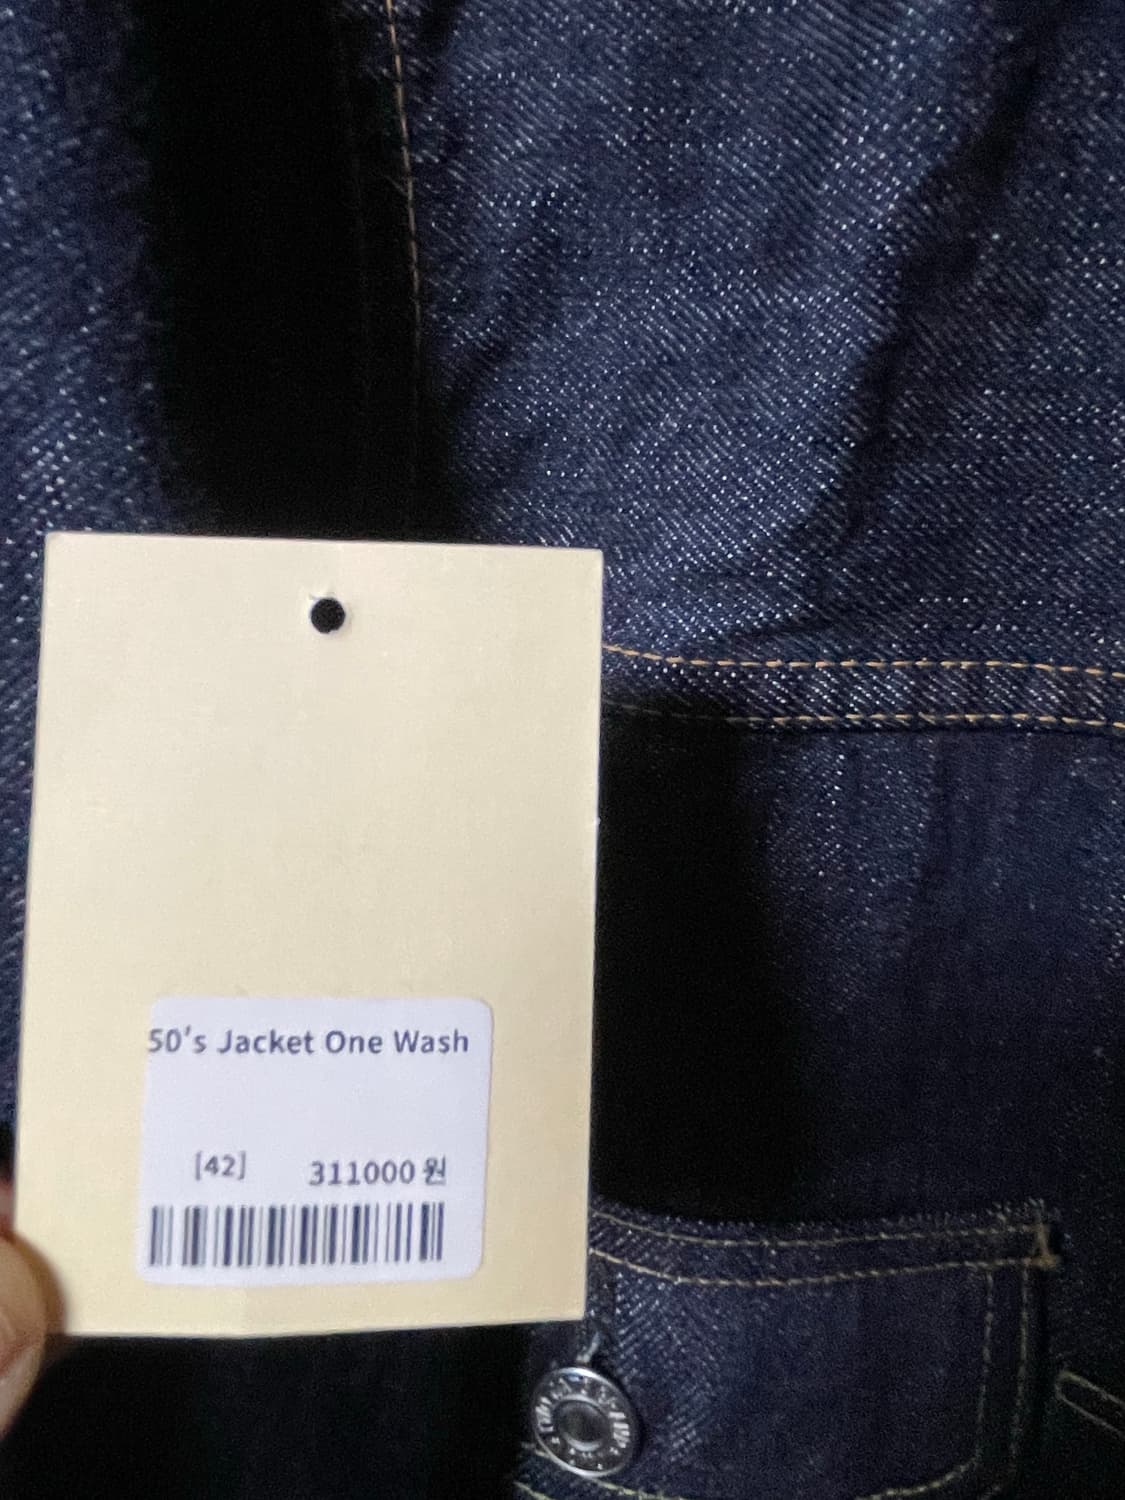 50's Jacket One Wash
[42] 311000 원